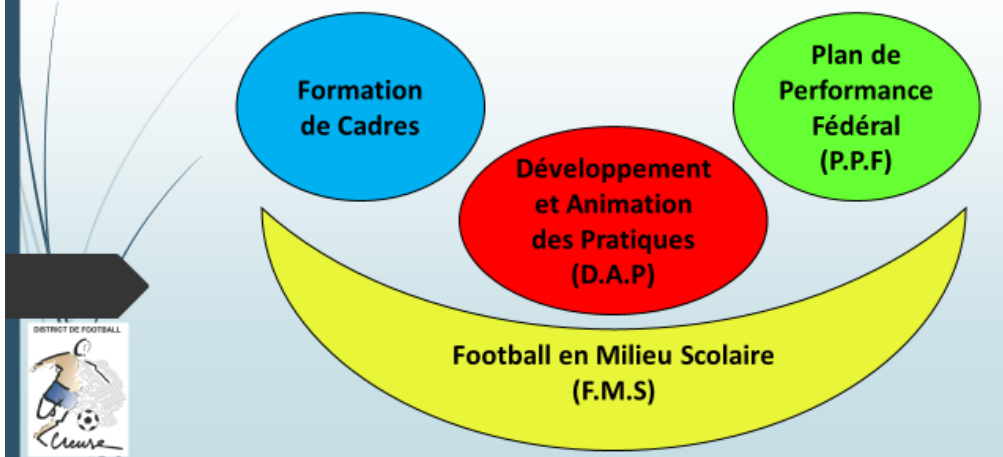 Formation
de Cadres
Plan de
Performance
Fédéral
(P.P.F)
Développement
et Animation
des Pratiques
(D.A.P)
Football en Milieu Scolaire
(F.M.S)
DISTRICT DE FOOTBALL
Creuse